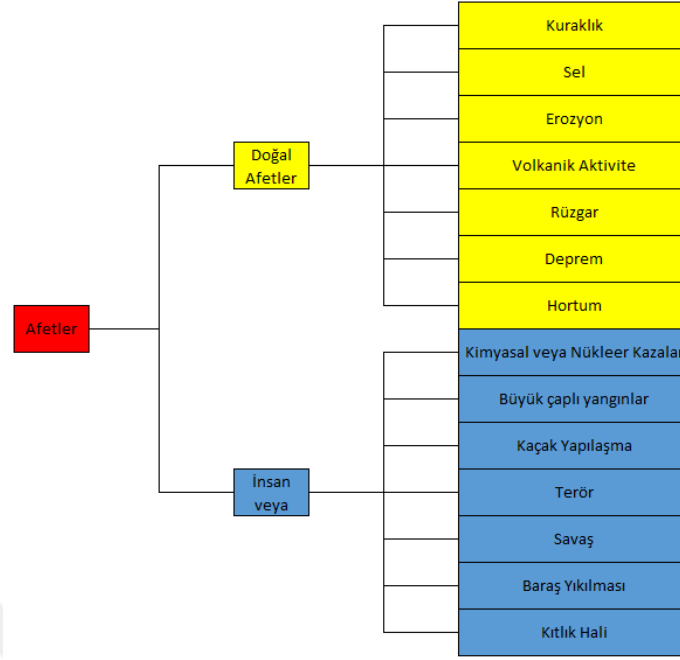 Afetler
Doğal
Afetler
Kuraklık
Sel
Erozyon
Volkanik Aktivite
Rüzgar
Deprem
Hortum
İnsan
veya
Kimyasal veya Nükleer Kazalar
Büyük çaplı yangınlar
Kaçak Yapılaşma
Terör
Savaş
Baraş Yıkılması
Kıtlık Hali